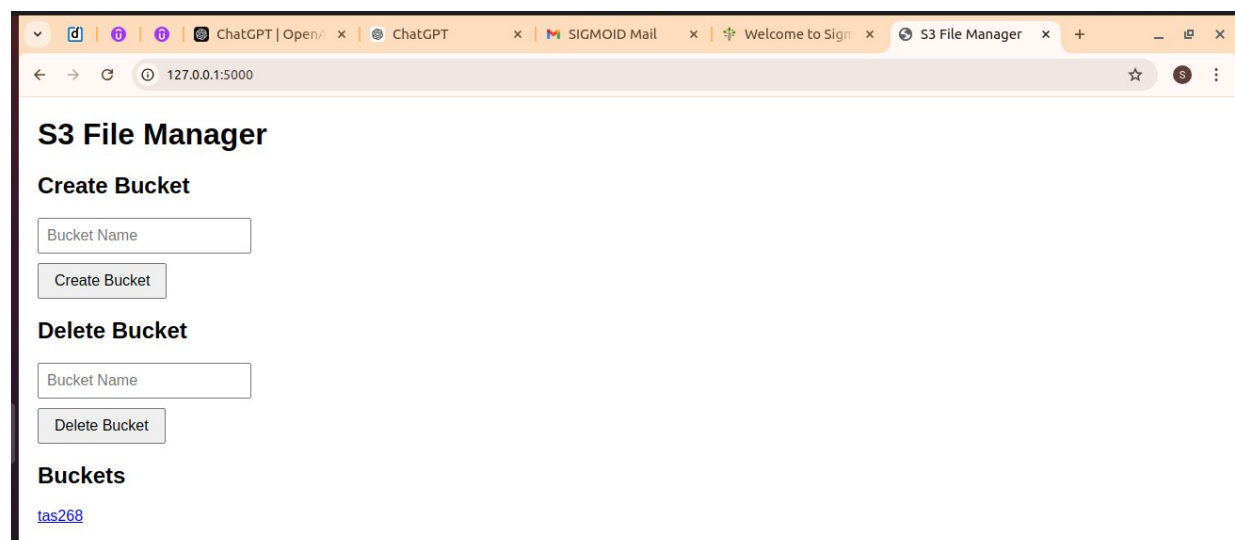 ChatGPT | OpenA ChatGPT SIGMOID Mail Welcome to Sigm S3 File Manager
127.0.0.1:5000 S
S3 File Manager
Create Bucket
Bucket Name
Create Bucket
Delete Bucket
Bucket Name
Delete Bucket
Buckets
tas268